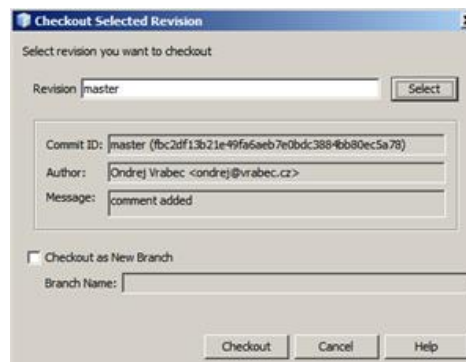 Checkout Selected Revision
Select revision you want to checkout
Revision master Select
Commit ID: master (fbc2df13b21e49fa6aeb7e0bdc3884bb80ec5a78)
Author: Ondrej Vrabec <ondrej@vrabec.cz>
Message: comment added
Checkout as New Branch
Branch Name:
Checkout Cancel Help